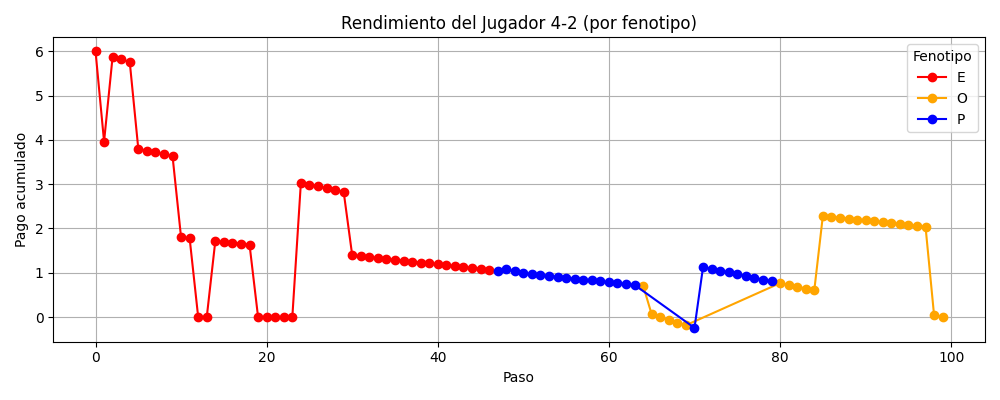 Rendimiento del Jugador 4-2 (por fenotipo)
Pago acumulado
6
5
4
3
2
1
0
0
20
40
60
80
100
Paso
Fenotipo
E
O
P